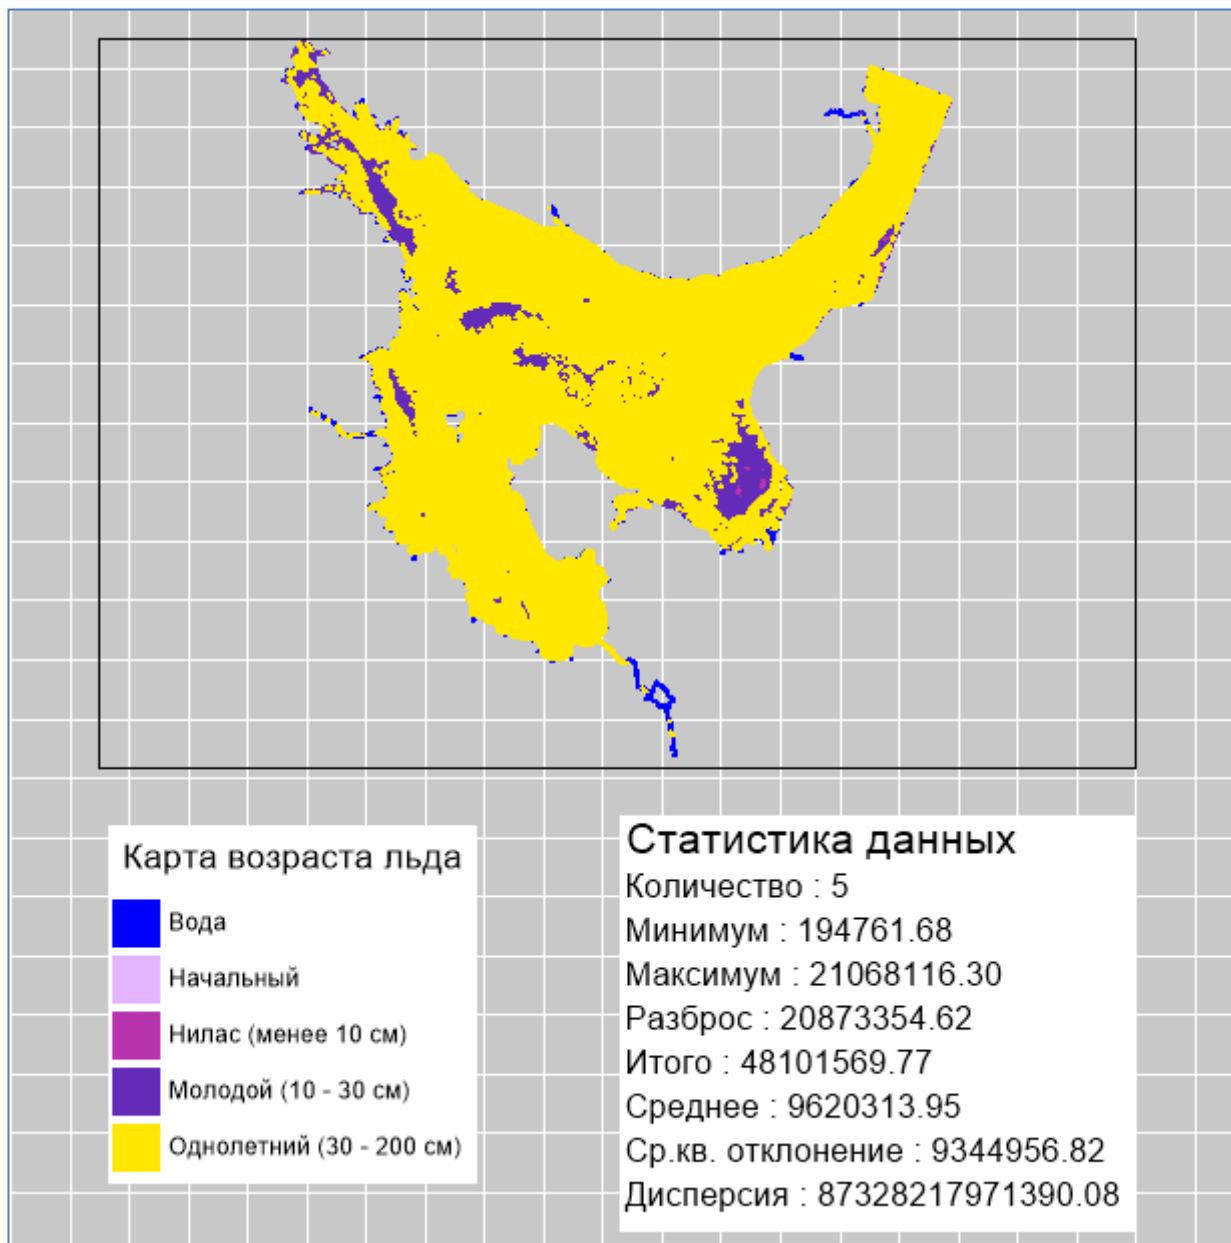 Карта возраста льда
Вода
Начальный
Нилас (менее 10 см)
Молодой (10 - 30 см)
Однолетний (30 - 200 см)
Статистика данных
Количество : 5
Минимум : 194761.68
Максимум : 21068116.30
Разброс : 20873354.62
Итого : 48101569.77
Среднее : 9620313.95
Ср.кв. отклонение : 9344956.82
Дисперсия : 87328217971390.08